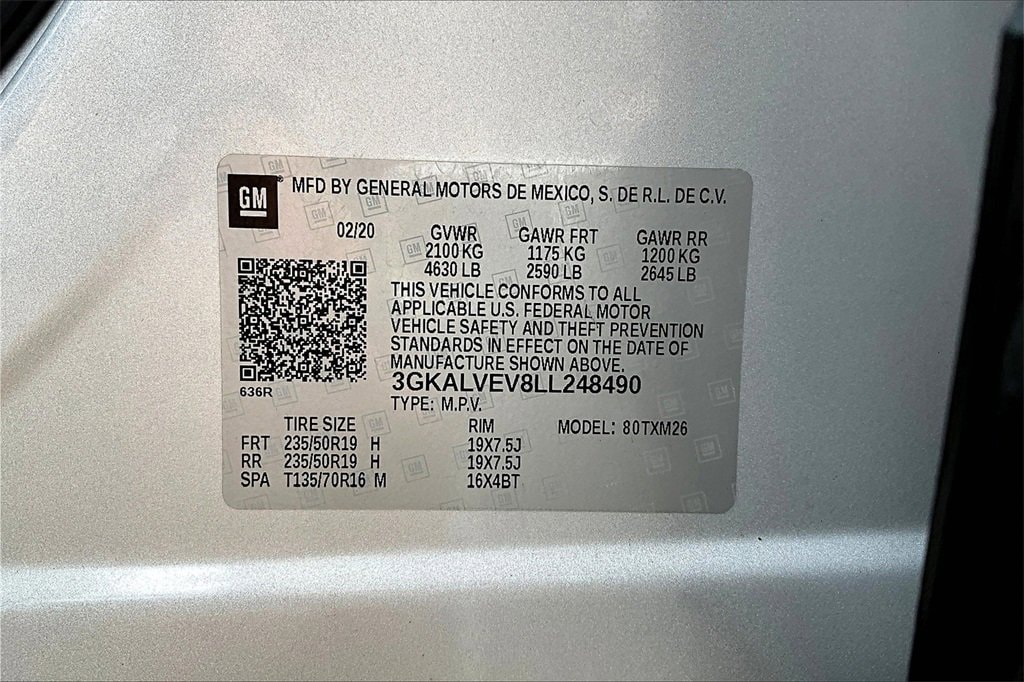 GM
MFD BY GENERAL MOTORS DE MEXICO, S. DE R.L. DE C.V.
02/20 GVWR GAWR FRT GAWR RR
2100 KG 1175 KG 1200 KG
4630 LB 2590 LB 2645 LB
THIS VEHICLE CONFORMS TO ALL
APPLICABLE U.S. FEDERAL MOTOR
VEHICLE SAFETY AND THEFT PREVENTION
STANDARDS IN EFFECT ON THE DATE OF
MANUFACTURE SHOWN ABOVE.
3GKALVEV8LL248490
636R
TYPE: M.P.V.
TIRE SIZE RIM MODEL: 80TXM26
FRT 235/50R19 H 19X7.5J
RR 235/50R19 H 19X7.5J
SPA T135/70R16 M 16X4BT